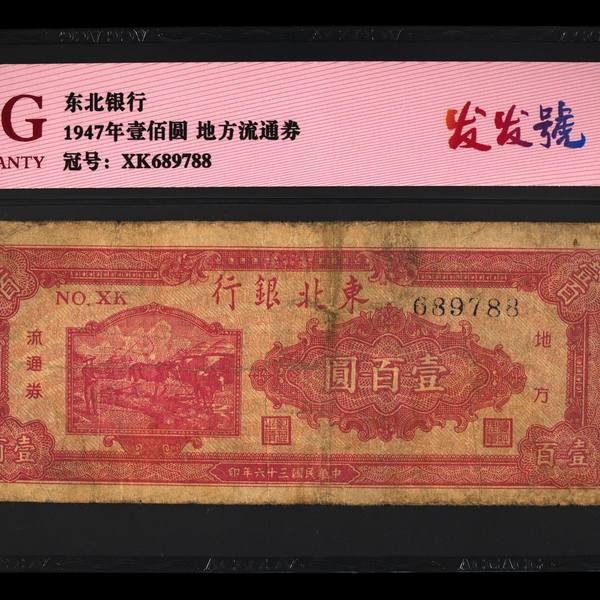 G
ANTY
东北银行
1947年壹佰圆 地方流通券
冠号：XK689788
发发號
行銀北東
NO. XK
689788
流通券
圓百壹
地方
百
壹百
印年六十三國民華中